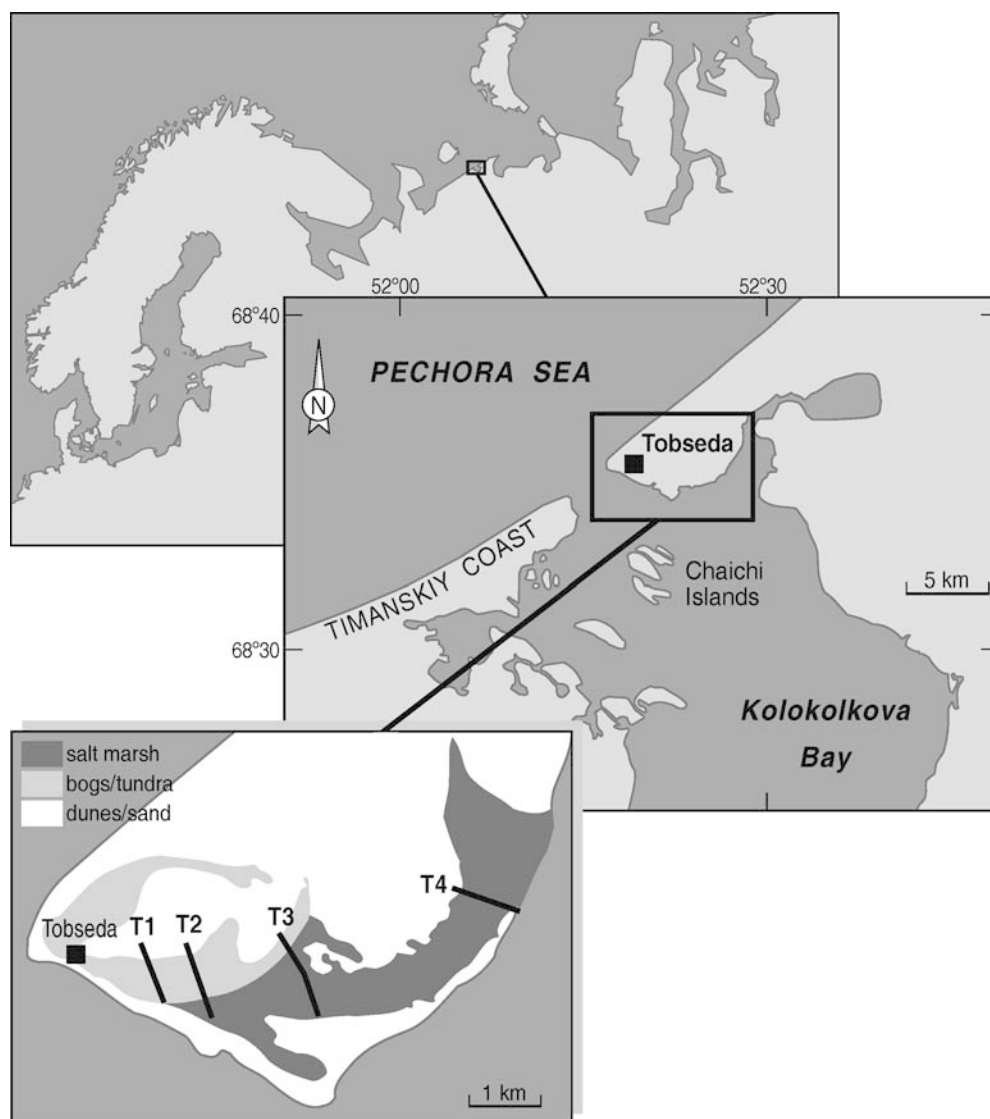 52°00
52°30
68°40
PECHORA SEA
N
Tobseda
TIMANSKIY COAST
Chaichi
Islands
5 km
68°30
Kolokolkova
Bay
salt marsh
bogs/tundra
dunes/sand
T4
Tobseda
T1
T2
T3
1 km